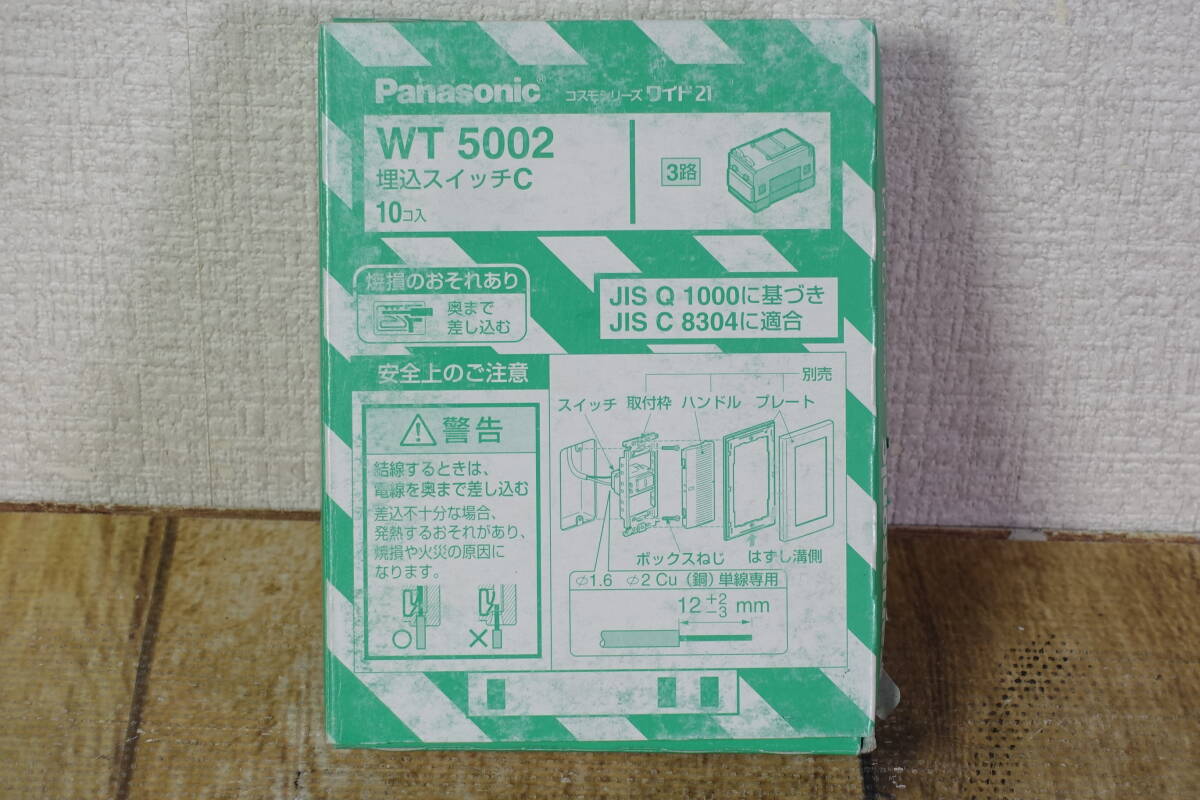 Panasonic® コスモシリーズ ワイド21
WT 5002
埋込スイッチC
10コ入
3路
焼損のおそれあり
奥まで
差し込む
JIS Q 1000に基づき
JIS C 8304に適合
安全上のご注意
⚠警告
結線するときは、
電線を奥まで差し込む
差込不十分な場合、
発熱するおそれがあり、
焼損や火災の原因に
なります。
○ ×
別売
スイッチ 取付枠 ハンドル プレート
ボックスねじ はずし溝側
∅1.6 ∅2 Cu（銅）単線専用
12 +2 −3 mm